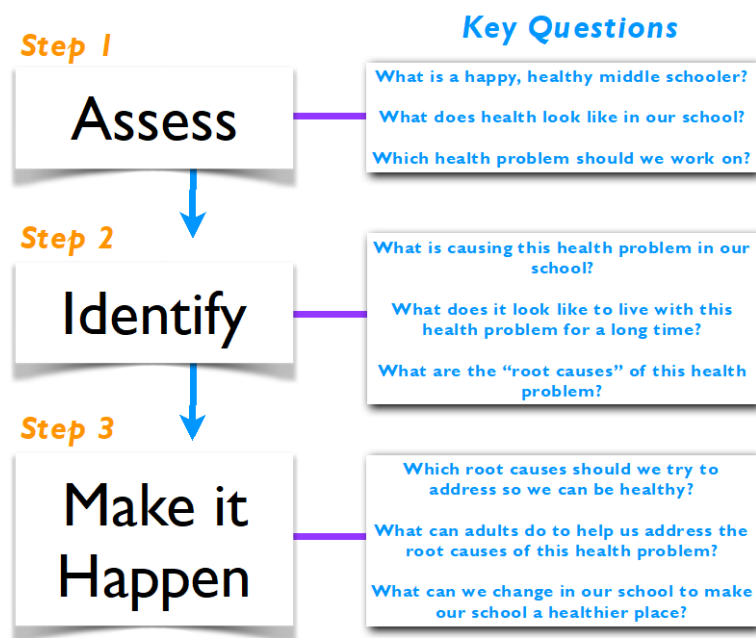 Key Questions
Step 1
Assess
What is a happy, healthy middle schooler?
What does health look like in our school?
Which health problem should we work on?
Step 2
Identify
What is causing this health problem in our
school?
What does it look like to live with this
health problem for a long time?
What are the “root causes” of this health
problem?
Step 3
Make it
Happen
Which root causes should we try to
address so we can be healthy?
What can adults do to help us address the
root causes of this health problem?
What can we change in our school to make
our school a healthier place?